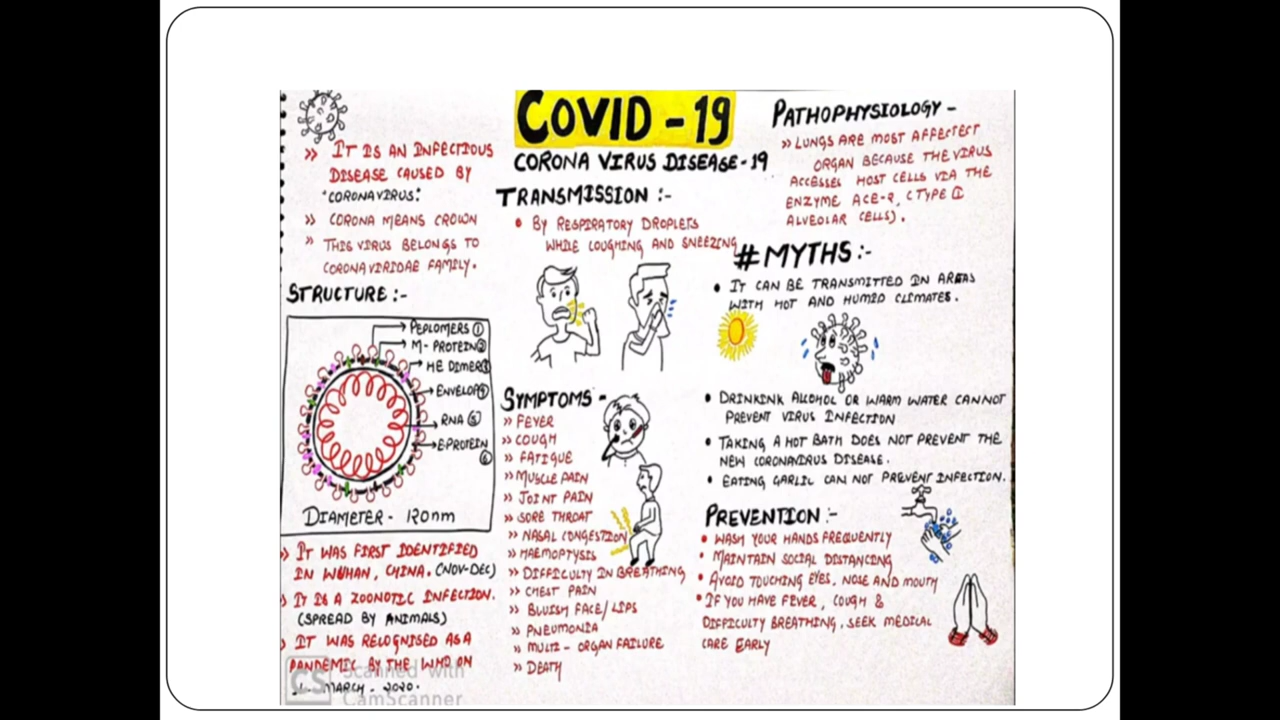 COVID - 19
CORONA VIRUS DISEASE-19
» IT IS AN INFECTIOUS
DISEASE CAUSED BY
"CORONAVIRUS".
» CORONA MEANS CROWN
» THIS VIRUS BELONGS TO
CORONAVIRIDAE FAMILY.
STRUCTURE:-
PEPLOMERS ①
M-PROTEIN ②
HE DIMER ③
ENVELOP ④
RNA ⑤
E-PROTEIN
⑥
DIAMETER - 120nm
» IT WAS FIRST IDENTIFIED
IN WUHAN, CHINA. (NOV-DEC)
» IT IS A ZOONOTIC INFECTION.
(SPREAD BY ANIMALS)
» IT WAS RECOGNISED AS A
PANDEMIC BY THE WHO ON
MARCH - 2020.
CS Scanned with
CamScanner
TRANSMISSION :-
• BY RESPIRATORY DROPLETS
WHILE COUGHING AND SNEEZING
SYMPTOMS -
» FEVER
» COUGH
» FATIGUE
» MUSCLE PAIN
» JOINT PAIN
» SORE THROAT
» NASAL CONGESTION
» HAEMOPTYSIS
» DIFFICULTY IN BREATHING
» CHEST PAIN
» BLUISH FACE/LIPS
» PNEUMONIA
» MULTI-ORGAN FAILURE
» DEATH
PATHOPHYSIOLOGY -
» LUNGS ARE MOST AFFECTET
ORGAN BECAUSE THE VIRUS
ACCESSES HOST CELLS VIA THE
ENZYME ACE-2, (TYPE II
ALVEOLAR CELLS).
#MYTHS:-
• IT CAN BE TRANSMITTED IN AREAS
WITH HOT AND HUMID CLIMATES.
• DRINKINK ALCOHOL OR WARM WATER CANNOT
PREVENT VIRUS INFECTION
• TAKING A HOT BATH DOES NOT PREVENT THE
NEW CORONAVIRUS DISEASE.
• EATING GARLIC CAN NOT PREVENT INFECTION.
PREVENTION:-
• WASH YOUR HANDS FREQUENTLY
• MAINTAIN SOCIAL DISTANCING
• AVOID TOUCHING EYES, NOSE AND MOUTH
• IF YOU HAVE FEVER, COUGH &
DIFFICULTY BREATHING, SEEK MEDICAL
CARE EARLY